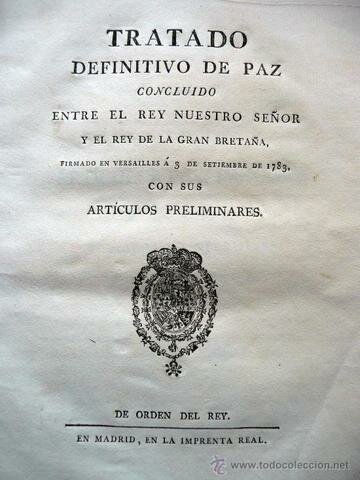 TRATADO
DEFINITIVO DE PAZ
CONCLUIDO
ENTRE EL REY NUESTRO SEÑOR
Y EL REY DE LA GRAN BRETAÑA,
FIRMADO EN VERSAILLES Á 3 DE SETIEMBRE DE 1783,
CON SUS
ARTÍCULOS PRELIMINARES.
DE ORDEN DEL REY.
EN MADRID, EN LA IMPRENTA REAL.
www.todocoleccion.net